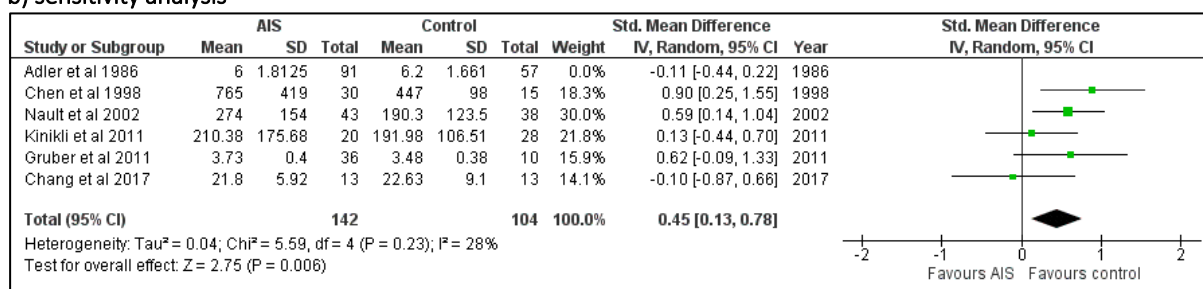 b) sensitivity analysis
AIS Control Std. Mean Difference Std. Mean Difference
Study or Subgroup Mean SD Total Mean SD Total Weight IV, Random, 95% CI Year IV, Random, 95% CI
Adler et al 1986 6 1.8125 91 6.2 1.661 57 0.0% -0.11 [-0.44, 0.22] 1986
Chen et al 1998 765 419 30 447 98 15 18.3% 0.90 [0.25, 1.55] 1998
Nault et al 2002 274 154 43 190.3 123.5 38 30.0% 0.59 [0.14, 1.04] 2002
Kinikli et al 2011 210.38 175.68 20 191.98 106.51 28 21.8% 0.13 [-0.44, 0.70] 2011
Gruber et al 2011 3.73 0.4 36 3.48 0.38 10 15.9% 0.62 [-0.09, 1.33] 2011
Chang et al 2017 21.8 5.92 13 22.63 9.1 13 14.1% -0.10 [-0.87, 0.66] 2017
Total (95% CI) 142 104 100.0% 0.45 [0.13, 0.78]
Heterogeneity: Tau² = 0.04; Chi² = 5.59, df = 4 (P = 0.23); I² = 28%
Test for overall effect: Z = 2.75 (P = 0.006)
-2 -1 0 1 2
Favours AIS Favours control